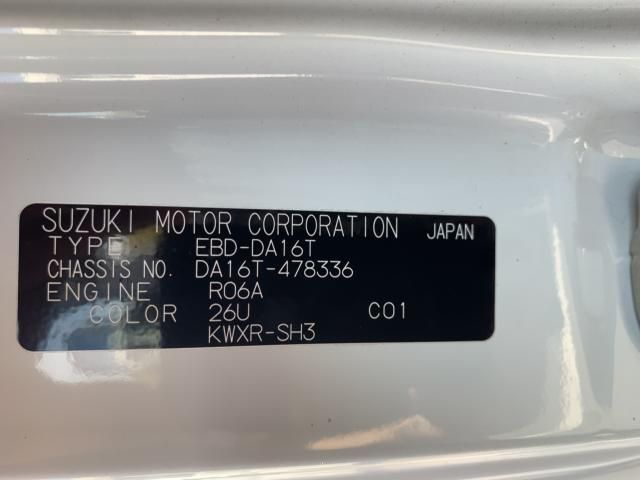 SUZUKI MOTOR CORPORATION JAPAN
TYPE EBD-DA16T
CHASSIS NO. DA16T-478336
ENGINE R06A
COLOR 26U C01
KWXR-SH3